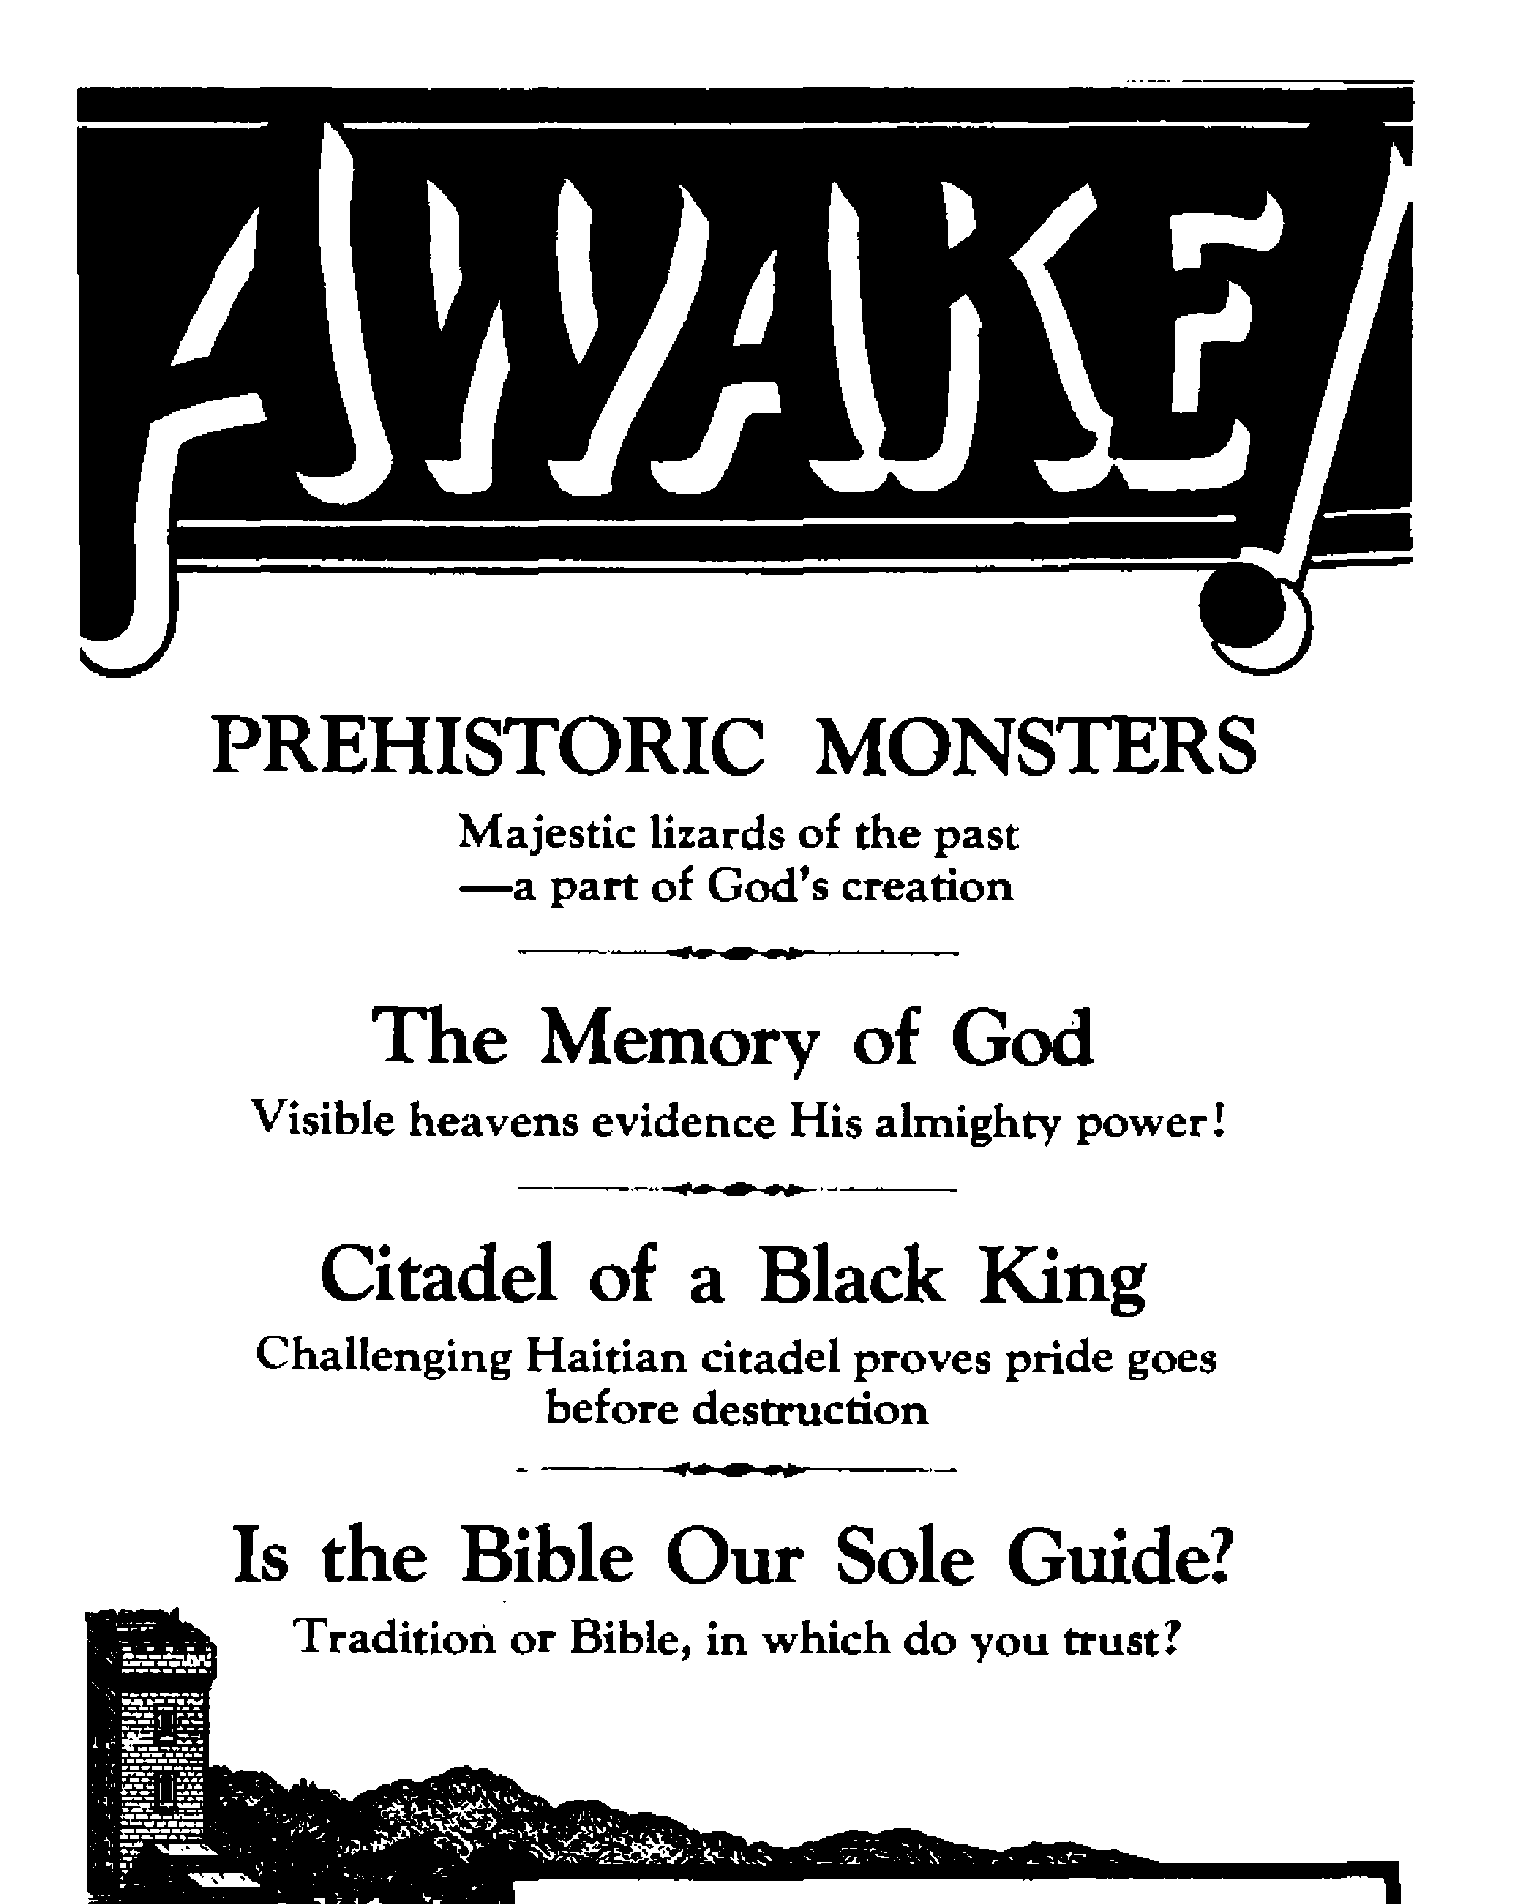 AWAKE!
PREHISTORIC MONSTERS
Majestic lizards of the past
—a part of God's creation
The Memory of God
Visible heavens evidence His almighty power!
Citadel of a Black King
Challenging Haitian citadel proves pride goes
before destruction
Is the Bible Our Sole Guide?
Tradition or Bible, in which do you trust?